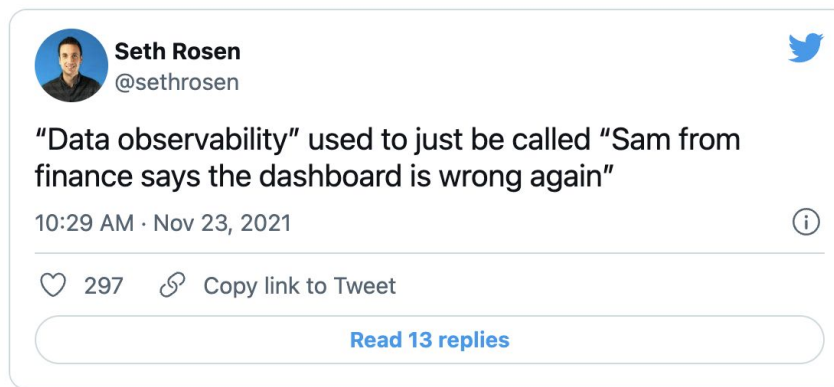 Seth Rosen
@sethrosen
“Data observability” used to just be called “Sam from
finance says the dashboard is wrong again”
10:29 AM · Nov 23, 2021
297 Copy link to Tweet
Read 13 replies